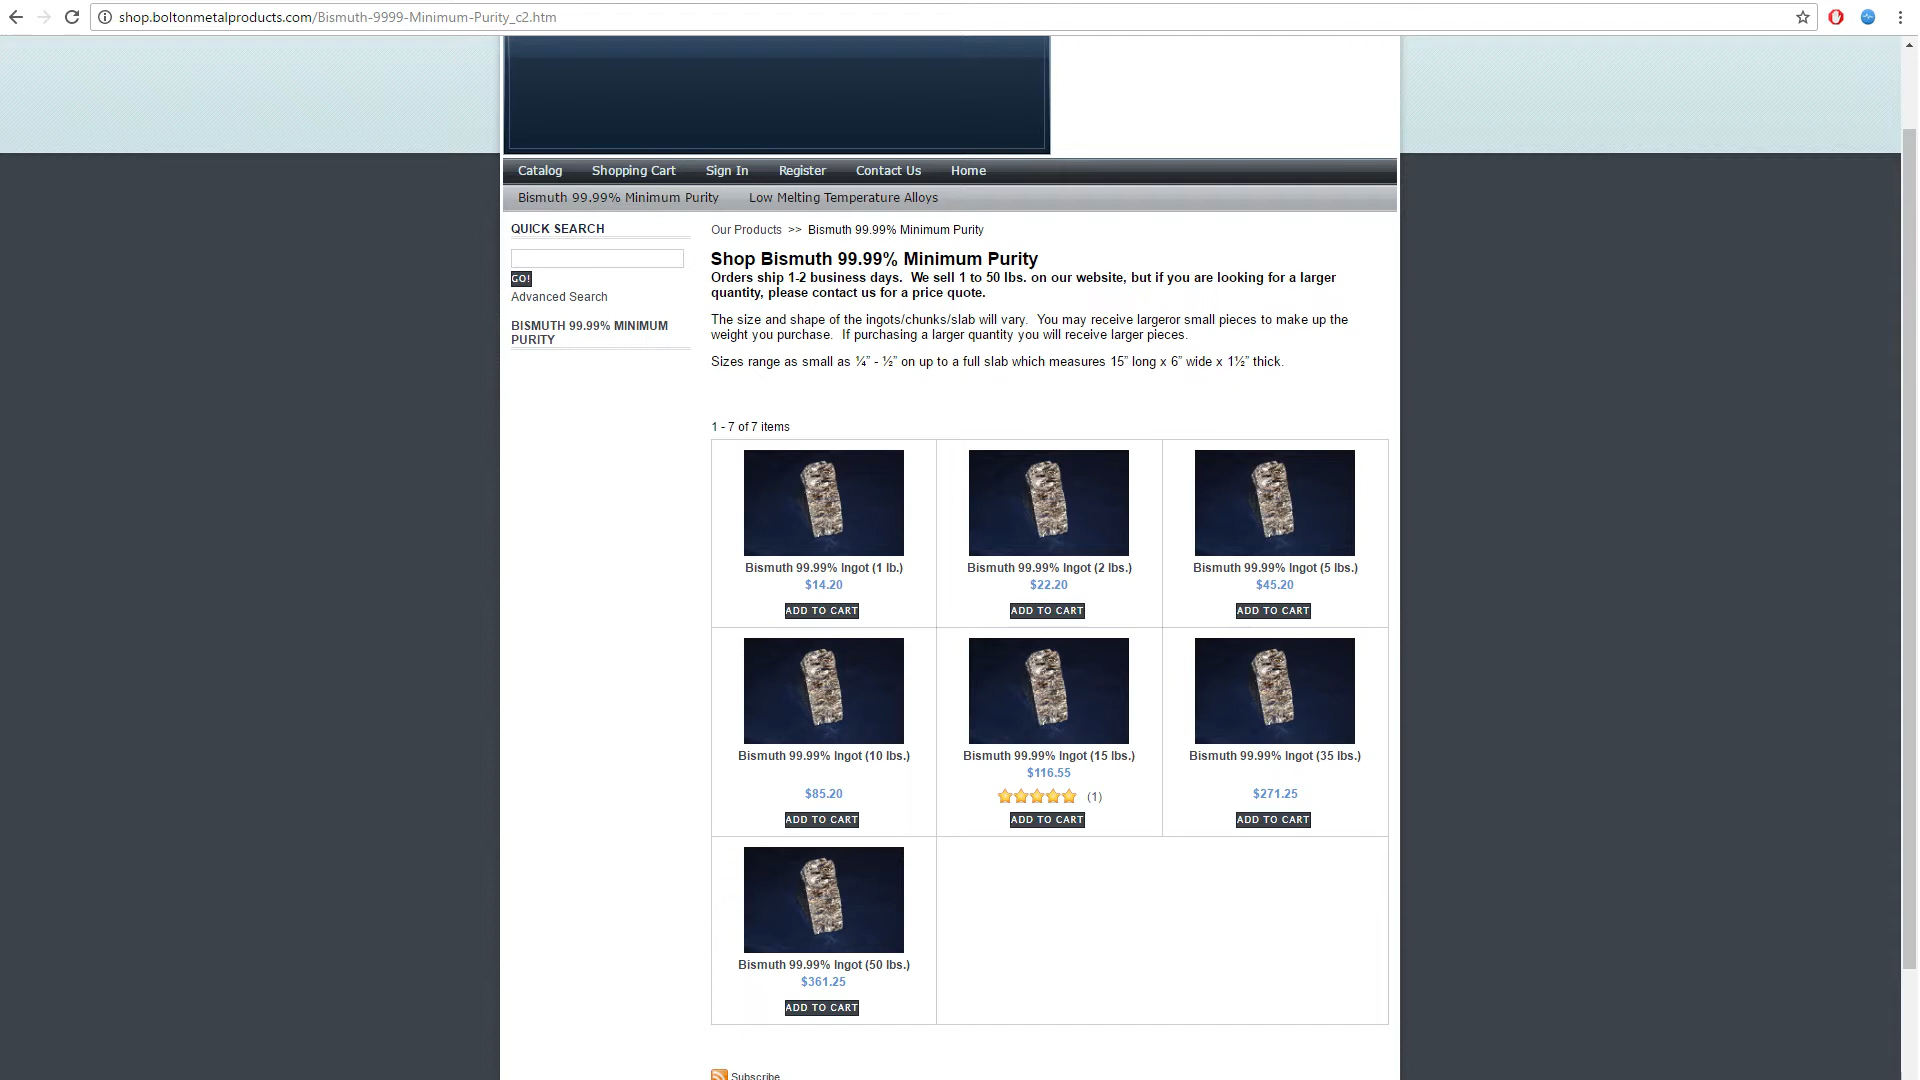 shop.boltonmetalproducts.com/Bismuth-9999-Minimum-Purity_c2.htm
Catalog Shopping Cart Sign In Register Contact Us Home
Bismuth 99.99% Minimum Purity Low Melting Temperature Alloys
QUICK SEARCH
GO!
Advanced Search
BISMUTH 99.99% MINIMUM
PURITY
Our Products >> Bismuth 99.99% Minimum Purity
Shop Bismuth 99.99% Minimum Purity
Orders ship 1-2 business days. We sell 1 to 50 lbs. on our website, but if you are looking for a larger
quantity, please contact us for a price quote.
The size and shape of the ingots/chunks/slab will vary. You may receive largeror small pieces to make up the
weight you purchase. If purchasing a larger quantity you will receive larger pieces.
Sizes range as small as ¼” - ½” on up to a full slab which measures 15” long x 6” wide x 1½” thick.
1 - 7 of 7 items
Bismuth 99.99% Ingot (1 lb.) Bismuth 99.99% Ingot (2 lbs.) Bismuth 99.99% Ingot (5 lbs.)
$14.20 $22.20 $45.20
ADD TO CART ADD TO CART ADD TO CART
Bismuth 99.99% Ingot (10 lbs.) Bismuth 99.99% Ingot (15 lbs.) Bismuth 99.99% Ingot (35 lbs.)
$116.55
$85.20 (1) $271.25
ADD TO CART ADD TO CART ADD TO CART
Bismuth 99.99% Ingot (50 lbs.)
$361.25
ADD TO CART
Subscribe